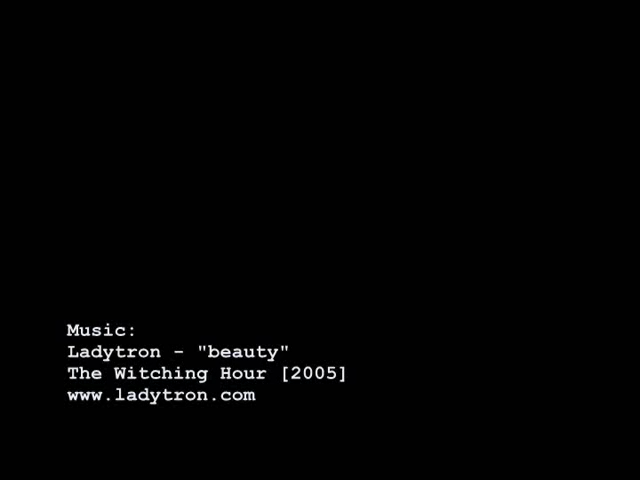 Music:
Ladytron - "beauty"
The Witching Hour [2005]
www.ladytron.com